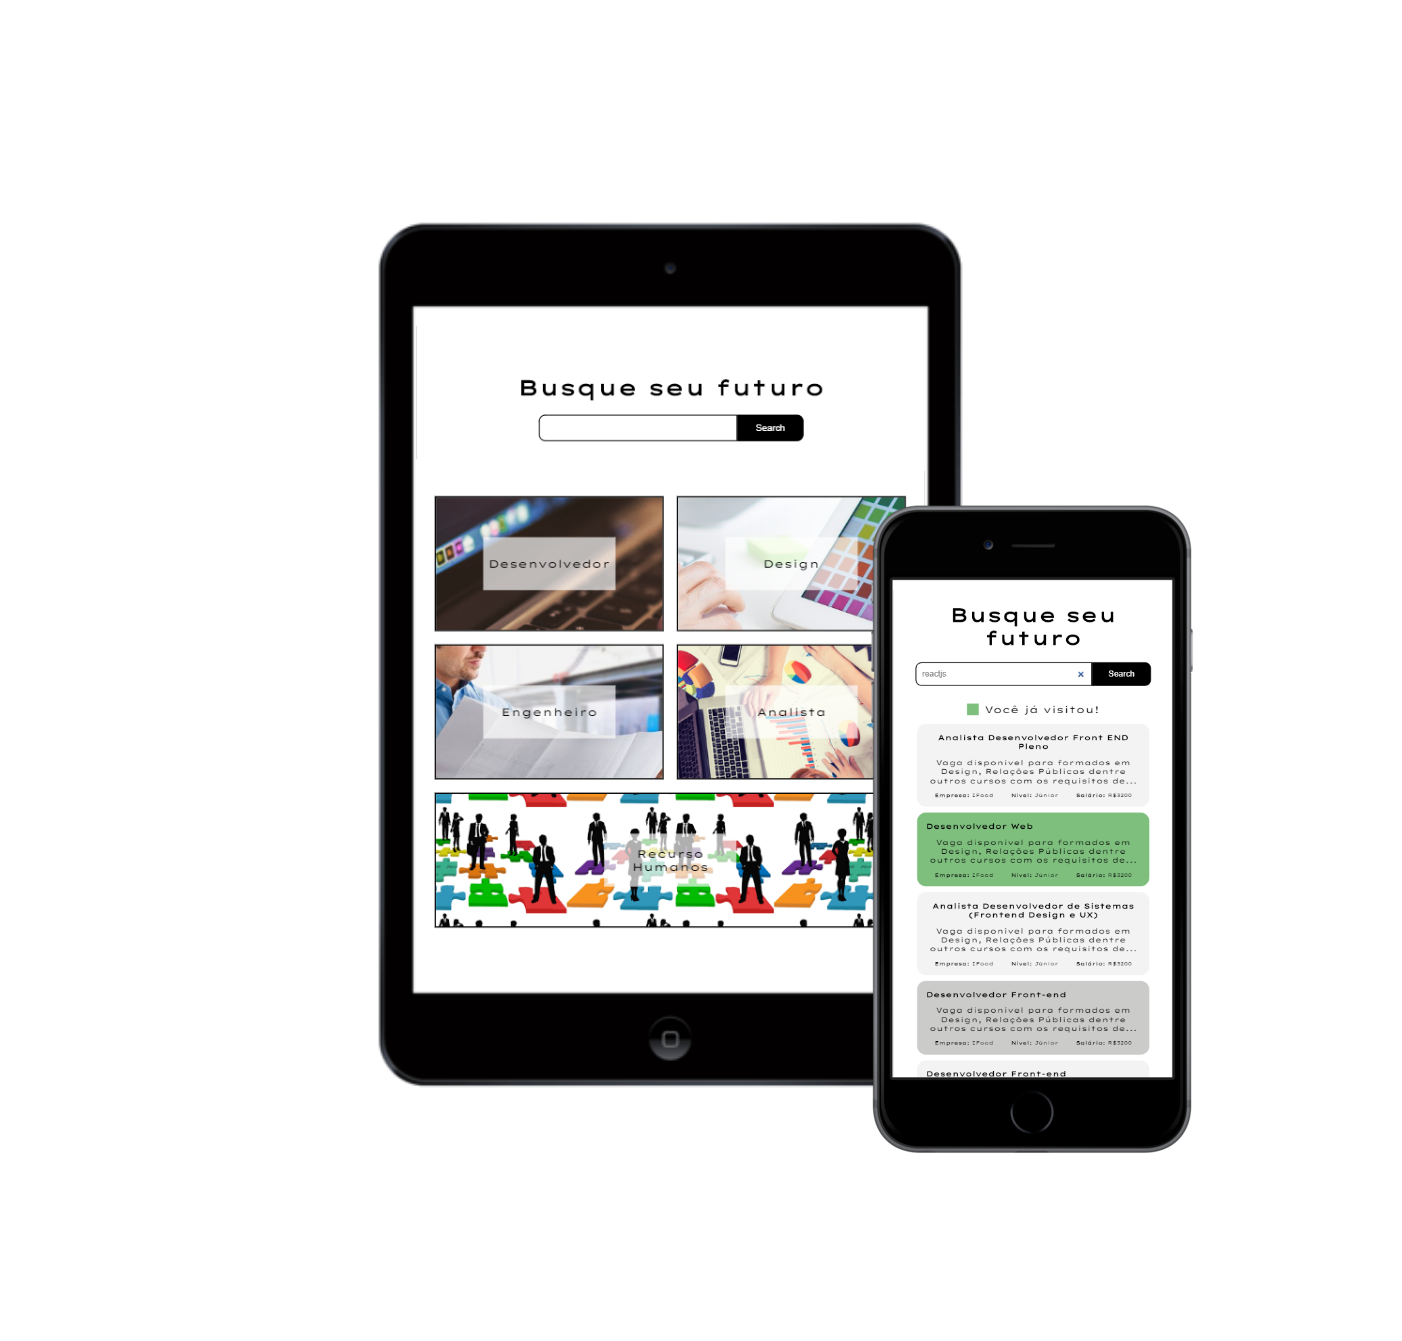 Busque seu futuro
Search
Desenvolvedor
Design
Engenheiro
Analista
Recurso
Humanos
Busque seu
futuro
reactjs
Search
Você já visitou!
Analista Desenvolvedor Front END
Pleno
Vaga disponivel para formados em
Design, Relações Públicas dentre
outros cursos com os requisitos de...
Empresa: IFood Nível: Júnior Salário: R$3200
Desenvolvedor Web
Vaga disponivel para formados em
Design, Relações Públicas dentre
outros cursos com os requisitos de...
Empresa: IFood Nível: Júnior Salário: R$3200
Analista Desenvolvedor de Sistemas
(Frontend Design e UX)
Vaga disponivel para formados em
Design, Relações Públicas dentre
outros cursos com os requisitos de...
Empresa: IFood Nível: Júnior Salário: R$3200
Desenvolvedor Front-end
Vaga disponivel para formados em
Design, Relações Públicas dentre
outros cursos com os requisitos de...
Empresa: IFood Nível: Júnior Salário: R$3200
Desenvolvedor Front-end